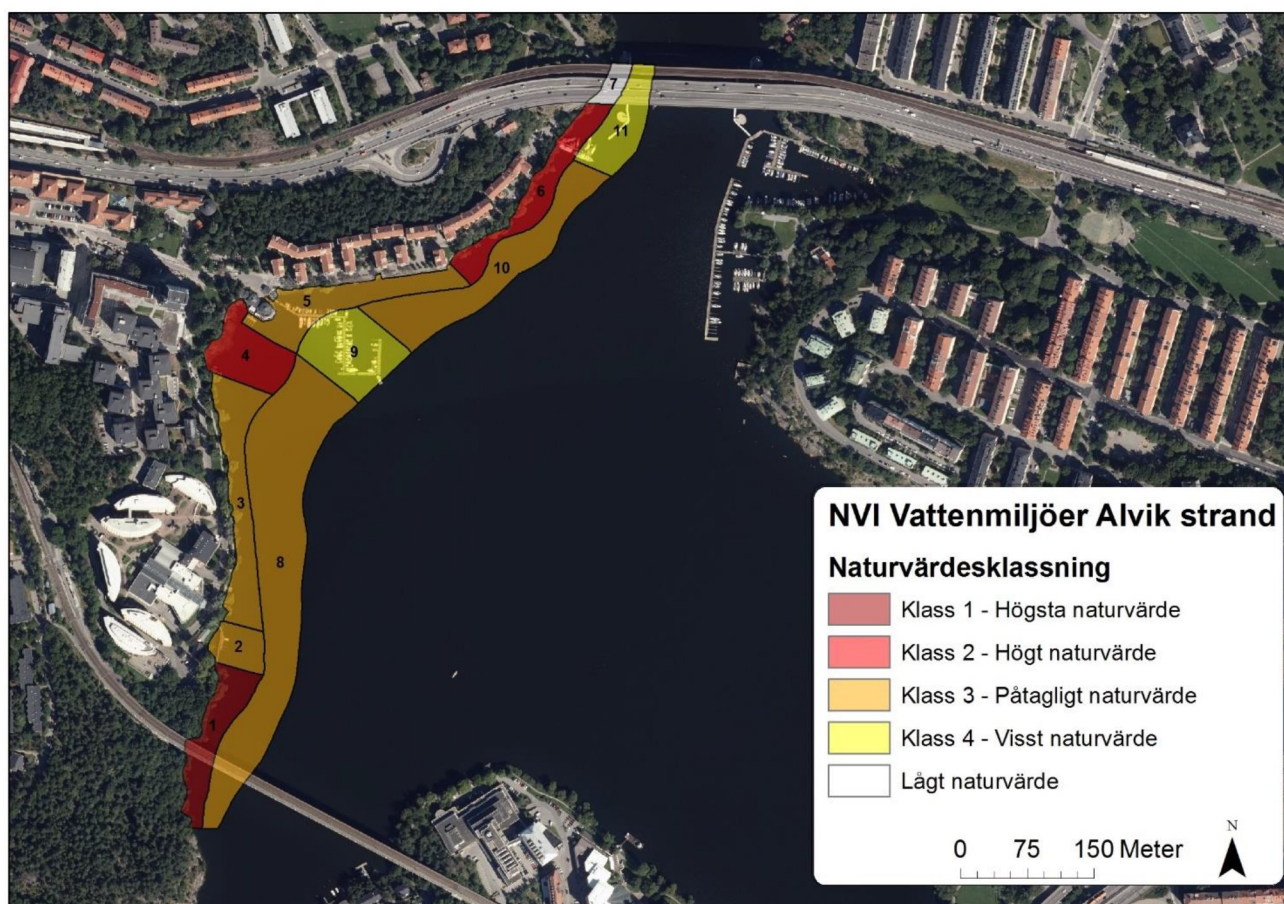 7
11
6
10
5
9
4
3
8
2
1
NVI Vattenmiljöer Alvik strand
Naturvärdesklassning
Klass 1 - Högsta naturvärde
Klass 2 - Högt naturvärde
Klass 3 - Påtagligt naturvärde
Klass 4 - Visst naturvärde
Lågt naturvärde
N
0 75 150 Meter